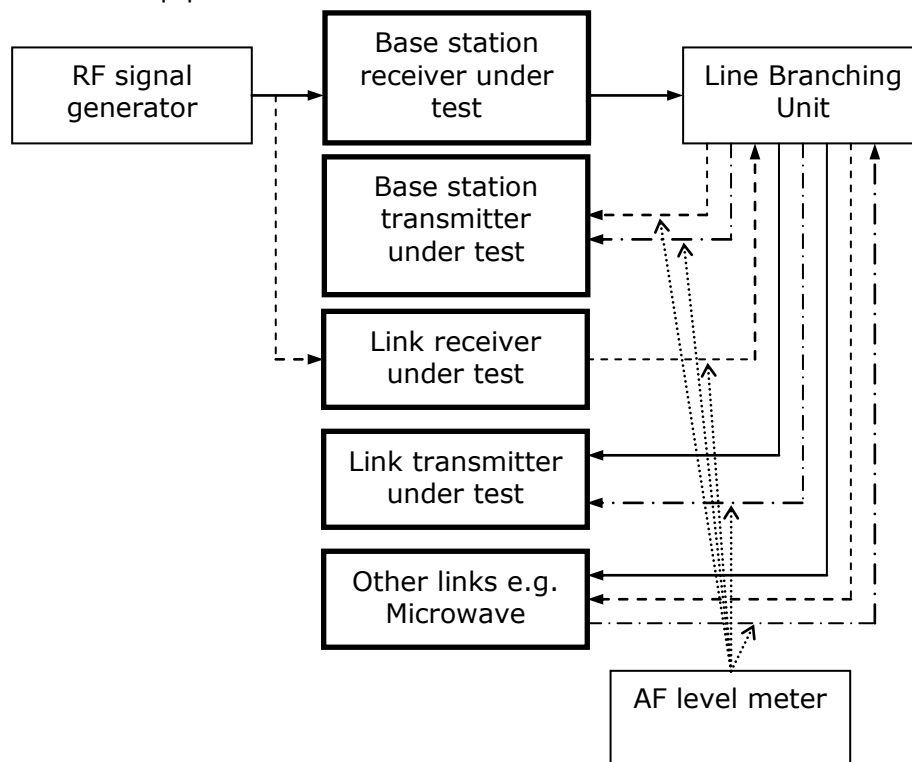 RF signal
generator
Base station
receiver under
test
Line Branching
Unit
Base station
transmitter
under test
Link receiver
under test
Link transmitter
under test
Other links e.g.
Microwave
AF level meter